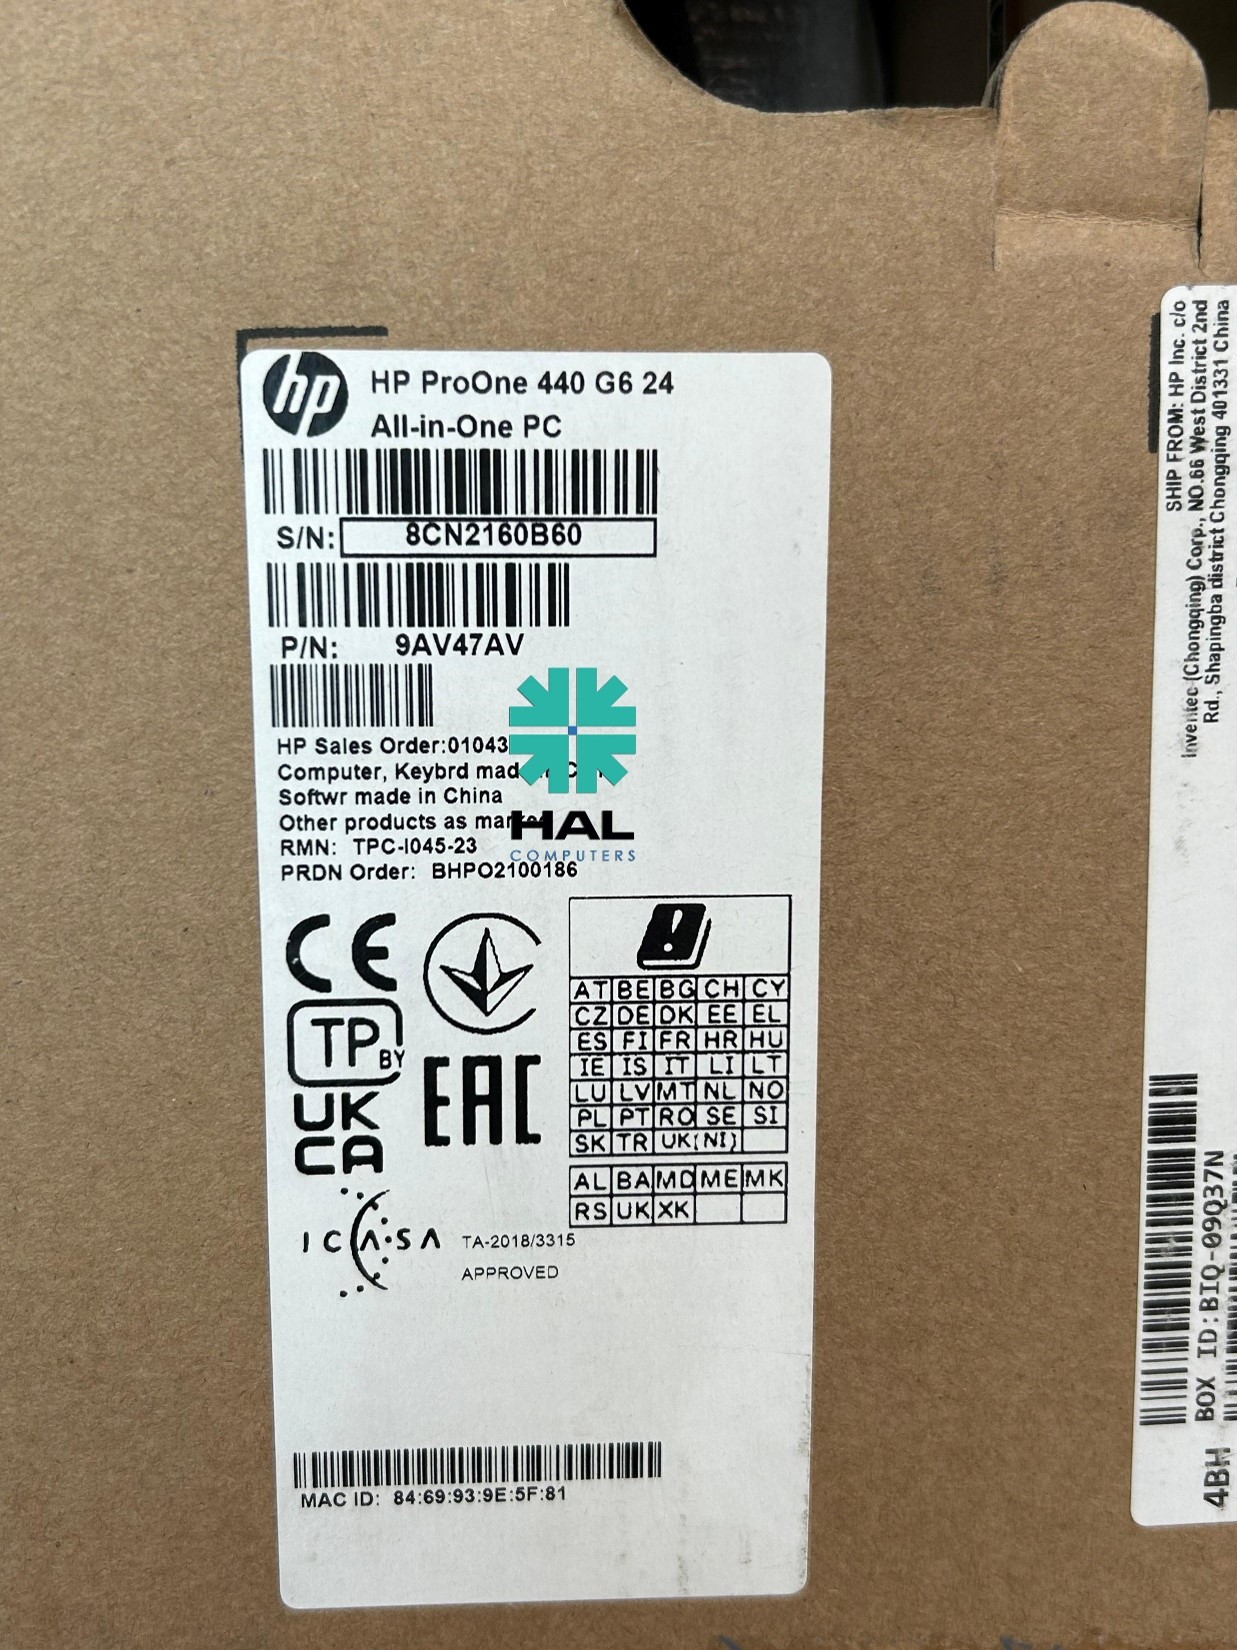 hp
HP ProOne 440 G6 24
All-in-One PC
S/N: 8CN2160B60
P/N: 9AV47AV
HP Sales Order:01043
Computer, Keybrd mad
Softwr made in China
Other products as mar
RMN: TPC-I045-23
PRDN Order: BHPO2100186
HAL
COMPUTERS
CE
TP BY
UK
CA
EAC
AT BE BG CH CY
CZ DE DK EE EL
ES FI FR HR HU
IE IS IT LI LT
LU LV MT NL NO
PL PT RO SE SI
SK TR UK(NI)
AL BA MD ME MK
RS UK XK
ICASA TA-2018/3315
APPROVED
MAC ID: 84:69:93:9E:5F:81
SHIP FROM: HP Inc. c/o
Inventec (Chongqing) Corp., NO.66 West District 2nd
Rd., Shapingba district Chongqing 401331 China
BOX ID:BIQ-09Q37N
4BH